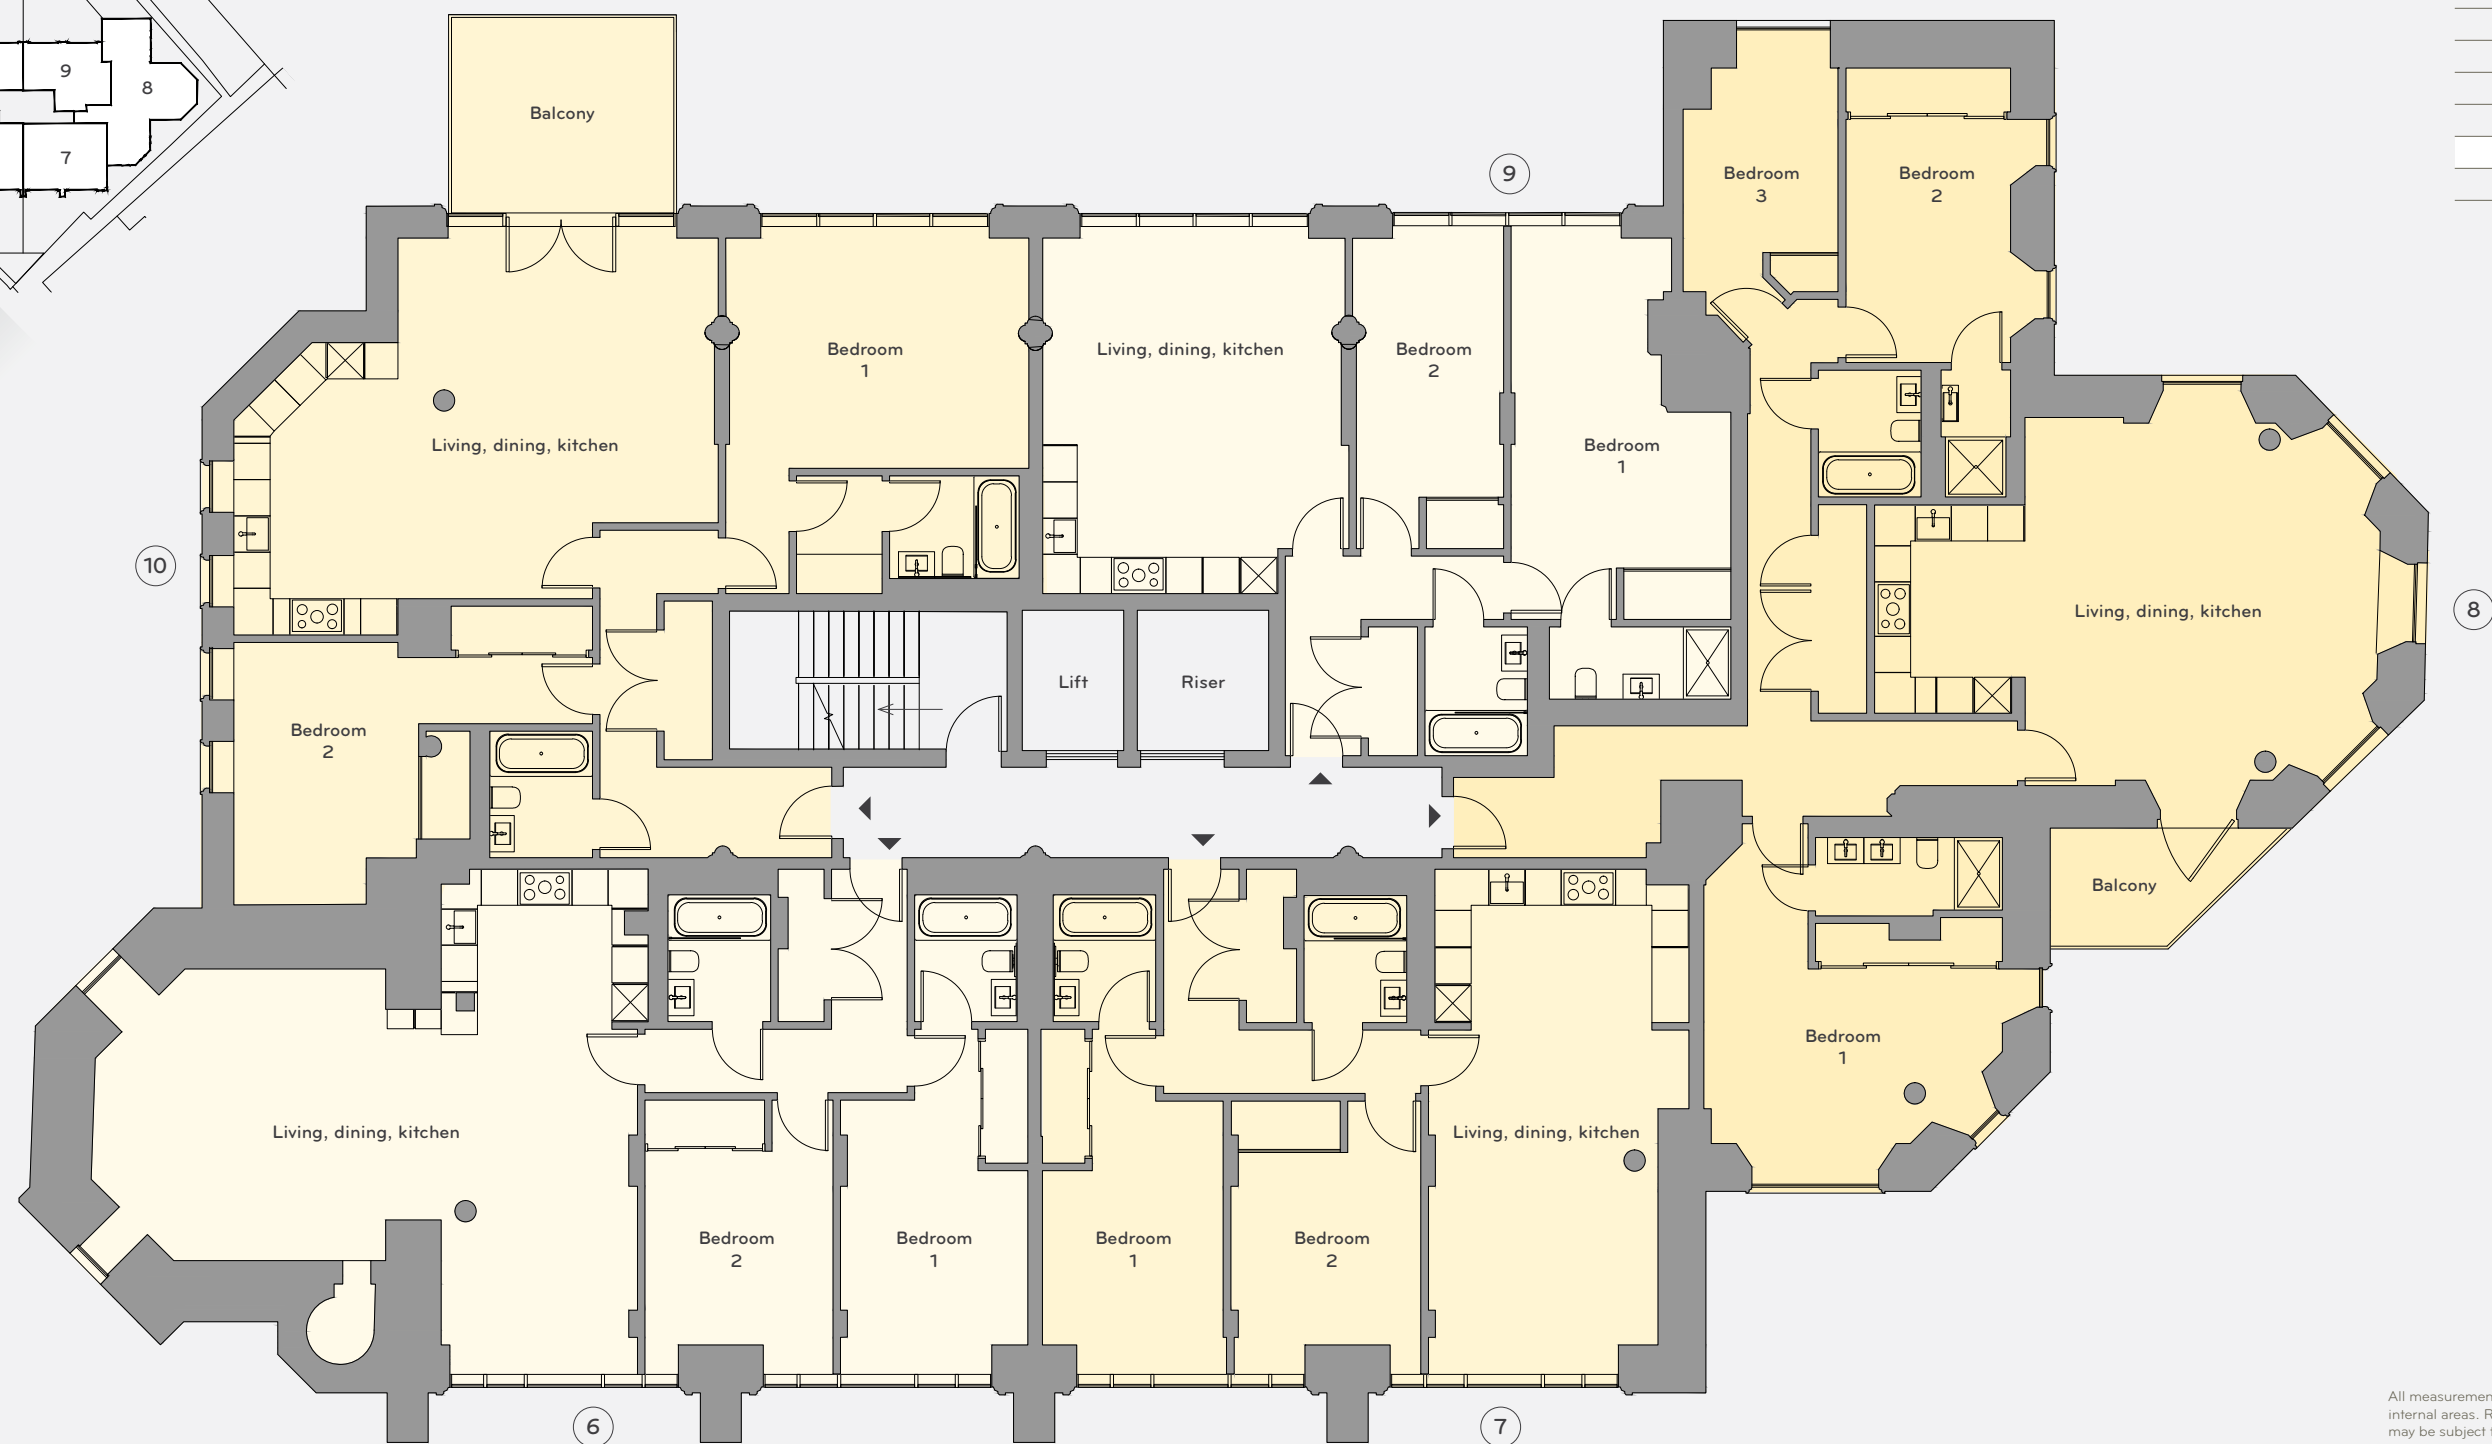 9
8
7
Balcony
9
Bedroom
3
Bedroom
2
Bedroom
1
Living, dining, kitchen
Bedroom
2
Living, dining, kitchen
Bedroom
1
10
Living, dining, kitchen
8
Lift
Riser
Bedroom
2
Balcony
Bedroom
1
Living, dining, kitchen
Living, dining, kitchen
Bedroom
2
Bedroom
1
Bedroom
1
Bedroom
2
6
7
All
internal areas.
may be subject